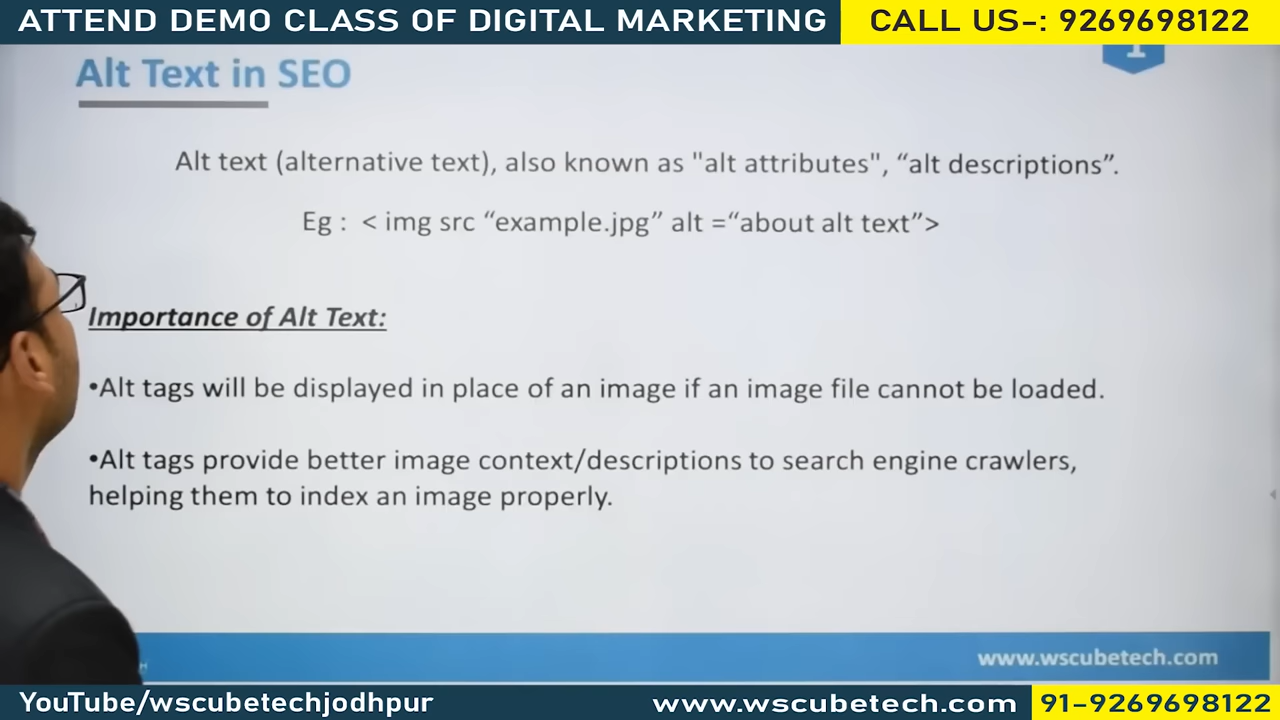 ATTEND DEMO CLASS OF DIGITAL MARKETING
CALL US-: 9269698122
1
Alt Text in SEO
Alt text (alternative text), also known as "alt attributes", “alt descriptions”.
Eg : < img src “example.jpg” alt =“about alt text”>
Importance of Alt Text:
•Alt tags will be displayed in place of an image if an image file cannot be loaded.
•Alt tags provide better image context/descriptions to search engine crawlers,
helping them to index an image properly.
www.wscubetech.com
YouTube/wscubetechjodhpur
www.wscubetech.com
91-9269698122